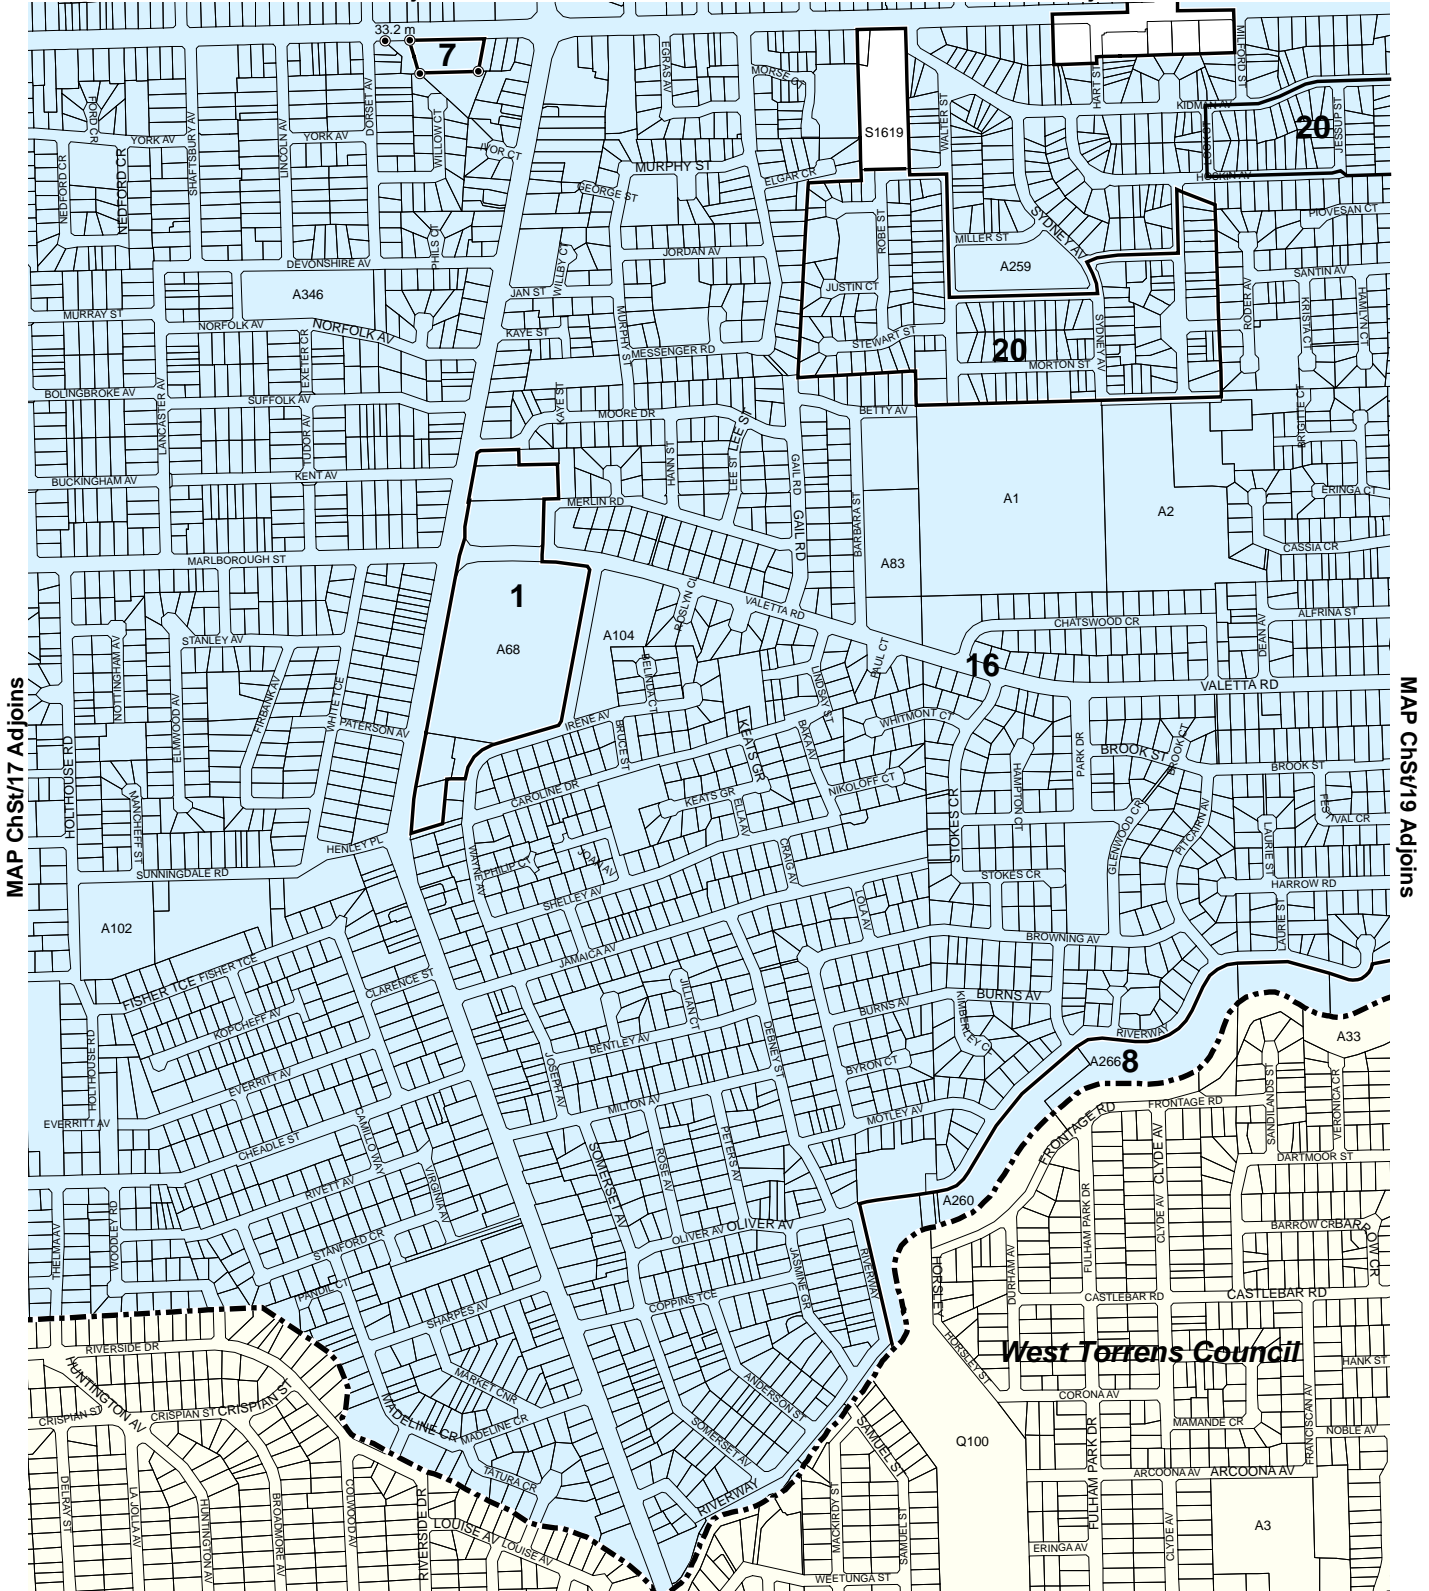 33.2 m
7
EGRAS AV
MORSE CT
S1619
WALTER ST
HART ST
MILFORD ST
KIDMAN AV
20
JESSUP ST
HOSKIN AV
FORD CR
YORK AV
SHAFTSBURY AV
LINCOLN AV
YORK AV
DORSET AV
WILLOW CT
IVOR CT
MURPHY ST
GEORGE ST
ELGAR CR
NEDFORD CR
NEDFORD CR
PHILS CT
WILLBY CT
JORDAN AV
ROBE ST
SYDNEY AV
MILLER ST
A259
PIOVESAN CT
DEVONSHIRE AV
A346
JAN ST
JUSTIN CT
SANTIN AV
RODER AV
KRISTA CT
HAMLYN CT
MURRAY ST
NORFOLK AV
NORFOLK AV
KAYE ST
MURPHY ST
MESSENGER RD
STEWART ST
20
MORTON ST
SYDNEY AV
EXETER CR
BOLINGBROKE AV
SUFFOLK AV
LANCASTER AV
TUDOR AV
KAYE ST
MOORE DR
LEE ST
BETTY AV
BRIGITTE CT
BUCKINGHAM AV
KENT AV
HANN ST
LEE ST
GAIL RD
GAIL RD
BARBARA ST
MERLIN RD
A1
A2
ERINGA CT
CASSIA CR
MARLBOROUGH ST
1
A68
A83
ROSLYN CL
VALETTA RD
A104
CHATSWOOD CR
ALFRINA ST
DEAN AV
NOTTINGHAM AV
STANLEY AV
BELINDA CT
PAUL CT
16
VALETTA RD
MAP ChSt/17 Adjoins
MAP ChSt/19 Adjoins
ELMWOOD AV
FIRBANK AV
WHITE TCE
PATERSON AV
IRENE AV
BRUCE ST
LINDSAY ST
WHITMONT CT
KEATS GR
BAKA AV
HOLTHOUSE RD
PARK DR
BROOK ST
BROOK CT
BROOK ST
MANCHEFF ST
CAROLINE DR
KEATS GR
ELLA AV
NIKOLOFF CT
HAMPTON CT
STOKES CR
GLENWOOD CR
PITCAIRN AV
FESTIVAL CR
LAURIE ST
HENLEY PL
SUNNINGDALE RD
WAYNE AV
PHILIP CT
JOAN AV
SHELLEY AV
CRAIG AV
STOKES CR
HARROW RD
LOLA AV
LAURIE ST
A102
BROWNING AV
JAMAICA AV
FISHER TCE
FISHER TCE
CLARENCE ST
JILLIAN CT
BURNS AV
BURNS AV
KIMBERLEY CL
KOPCHEFF AV
HOLTHOUSE RD
BENTLEY AV
DEBNEY ST
RIVERWAY
A266
8
A33
BYRON CT
EVERRITT AV
JOSEPH AV
MILTON AV
MOTLEY AV
FRONTAGE RD
FRONTAGE RD
SANDILANDS ST
VERONICA CR
EVERRITT AV
CAMILLO WAY
CHEADLE ST
SOMERSET AV
ROSE AV
PETERS AV
CLYDE AV
DARTMOOR ST
RIVETT AV
VIRGINIA AV
A260
FULHAM PARK DR
CLYDE AV
THELMA AV
WOODLEY RD
STANFORD CR
OLIVER AV
OLIVER AV
BARROW CR
BARROW CR
JASMINE GR
RIVERWAY
HORSLEY
DURHAM AV
PANDIL CT
COPPINS TCE
SHARPES AV
CASTLEBAR RD
CASTLEBAR RD
RIVERSIDE DR
HORSLEY ST
West Torrens Council
HANK ST
HUNTINGTON AV
MARKET CNR
ANDERSON ST
CORONA AV
CRISPIAN ST
CRISPIAN ST
CRISPIAN ST
MADELINE CR
MADELINE CR
SOMERSET AV
SAMUEL ST
Q100
MAMANDE CR
FRANCISCAN AV
NOBLE AV
FULHAM PARK DR
TATURA CR
ARCOONA AV
ARCOONA AV
DELRAY ST
LA JOLLA AV
HUNTINGTON AV
BROADMORE AV
COLWOOD AV
RIVERSIDE DR
LOUISE AV
LOUISE AV
RIVERWAY
MACKIRDY ST
SAMUEL ST
CLYDE AV
A3
ERINGA AV
WEETUNGA ST